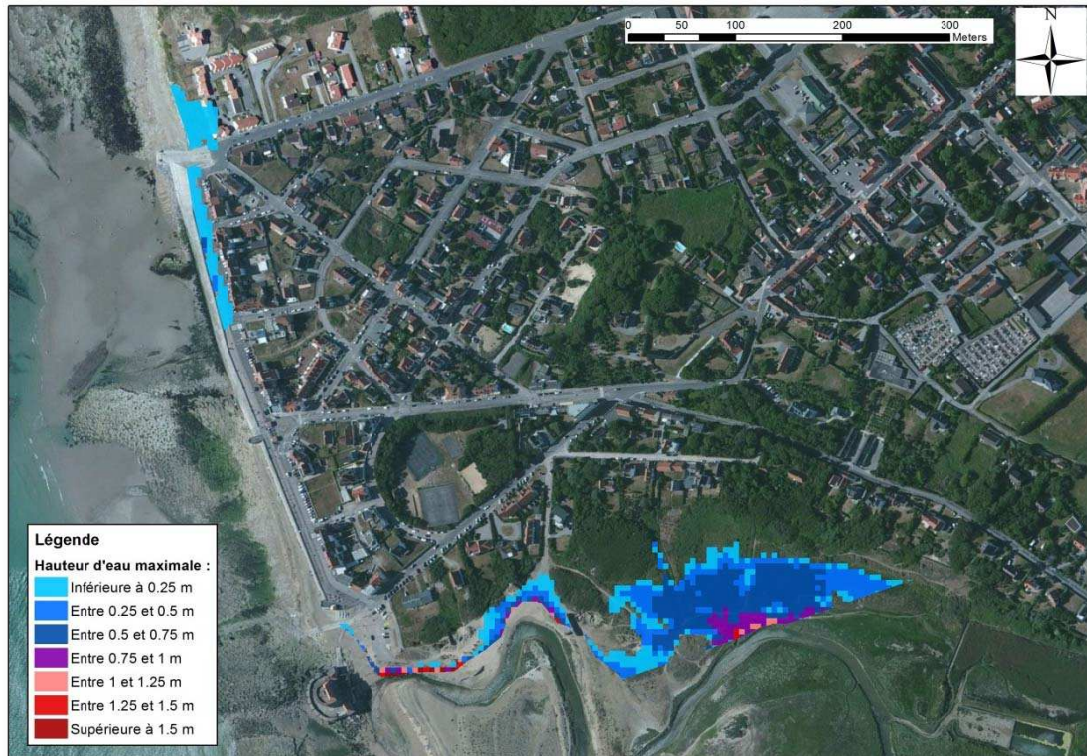 0 50 100 200 300
Meters
N
Légende
Hauteur d'eau maximale :
Inférieure à 0.25 m
Entre 0.25 et 0.5 m
Entre 0.5 et 0.75 m
Entre 0.75 et 1 m
Entre 1 et 1.25 m
Entre 1.25 et 1.5 m
Supérieure à 1.5 m